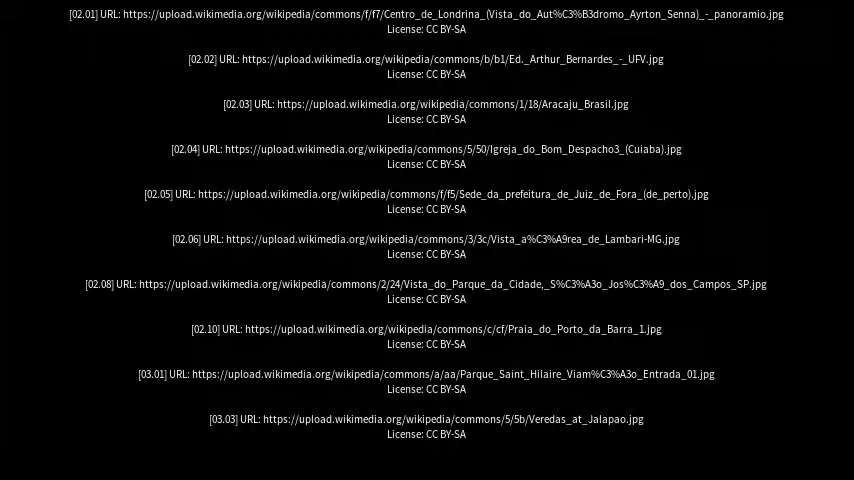 [02.01] URL: https://upload.wikimedia.org/wikipedia/commons/f/f7/Centro_de_Londrina_(Vista_do_Aut%C3%B3dromo_Ayrton_Senna)_-_panoramio.jpg
License: CC BY-SA
[02.02] URL: https://upload.wikimedia.org/wikipedia/commons/b/b1/Ed._Arthur_Bernardes_-_UFV.jpg
License: CC BY-SA
[02.03] URL: https://upload.wikimedia.org/wikipedia/commons/1/18/Aracaju_Brasil.jpg
License: CC BY-SA
[02.04] URL: https://upload.wikimedia.org/wikipedia/commons/5/50/Igreja_do_Bom_Despacho3_(Cuiaba).jpg
License: CC BY-SA
[02.05] URL: https://upload.wikimedia.org/wikipedia/commons/f/f5/Sede_da_prefeitura_de_Juiz_de_Fora_(de_perto).jpg
License: CC BY-SA
[02.06] URL: https://upload.wikimedia.org/wikipedia/commons/3/3c/Vista_a%C3%A9rea_de_Lambari-MG.jpg
License: CC BY-SA
[02.08] URL: https://upload.wikimedia.org/wikipedia/commons/2/24/Vista_do_Parque_da_Cidade,_S%C3%A3o_Jos%C3%A9_dos_Campos_SP.jpg
License: CC BY-SA
[02.10] URL: https://upload.wikimedia.org/wikipedia/commons/c/cf/Praia_do_Porto_da_Barra_1.jpg
License: CC BY-SA
[03.01] URL: https://upload.wikimedia.org/wikipedia/commons/a/aa/Parque_Saint_Hilaire_Viam%C3%A3o_Entrada_01.jpg
License: CC BY-SA
[03.03] URL: https://upload.wikimedia.org/wikipedia/commons/5/5b/Veredas_at_Jalapao.jpg
License: CC BY-SA